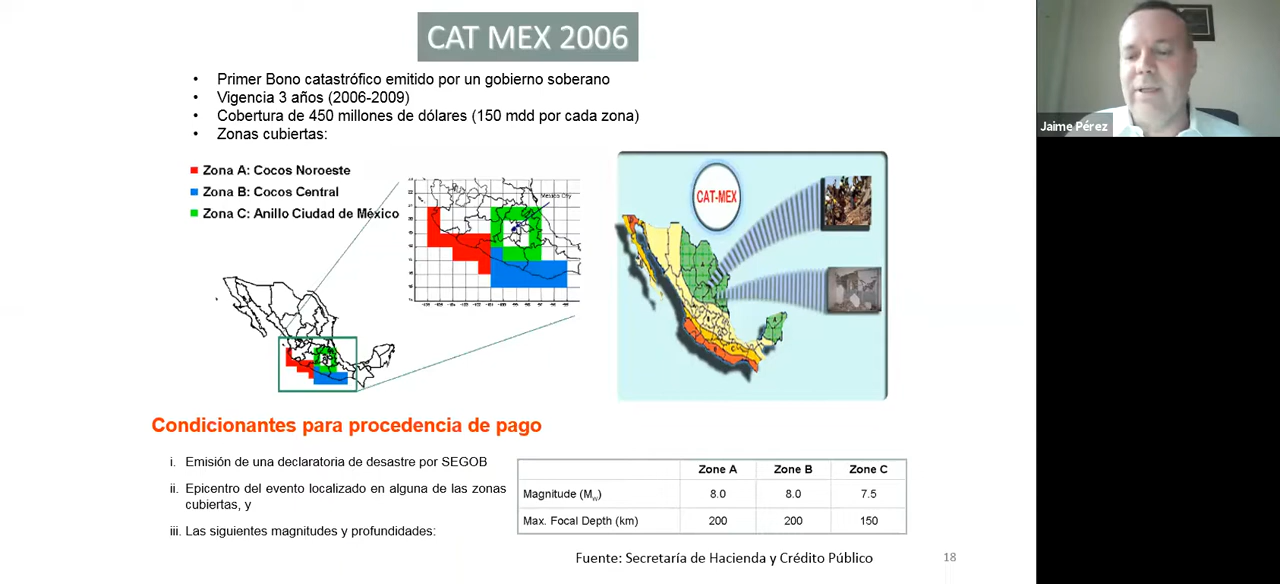 CAT MEX 2006
• Primer Bono catastrófico emitido por un gobierno soberano
• Vigencia 3 años (2006-2009)
• Cobertura de 450 millones de dólares (150 mdd por cada zona)
• Zonas cubiertas:
Zona A: Cocos Noroeste
Zona B: Cocos Central
Zona C: Anillo Ciudad de México
Mexico City
CAT-MEX
Condicionantes para procedencia de pago
i. Emisión de una declaratoria de desastre por SEGOB
ii. Epicentro del evento localizado en alguna de las zonas
cubiertas, y
iii. Las siguientes magnitudes y profundidades:
Zone A Zone B Zone C
Magnitude (Mw) 8.0 8.0 7.5
Max. Focal Depth (km) 200 200 150
Fuente: Secretaría de Hacienda y Crédito Público
18
Jaime Pérez